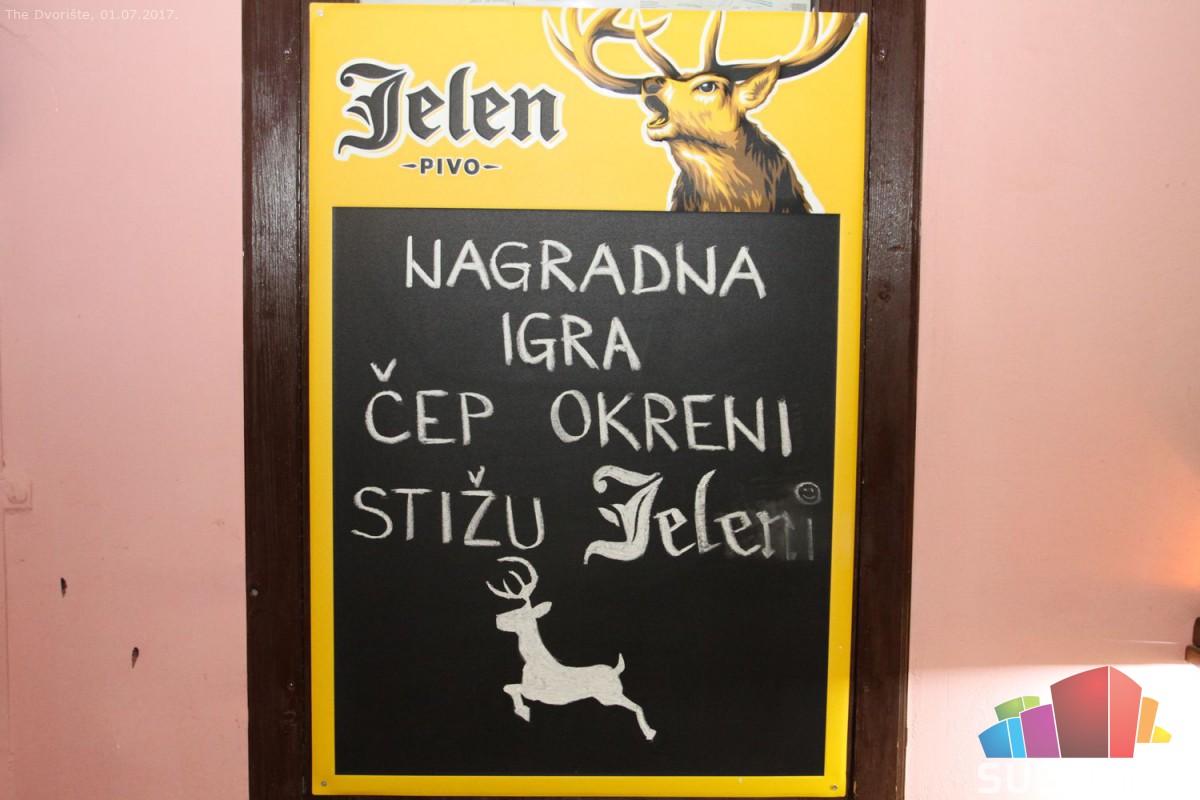 The Dvorište, 01.07.2017.
Jelen
PIVO
NAGRADNA
IGRA
ČEP OKRENI
STIŽU Jeleni